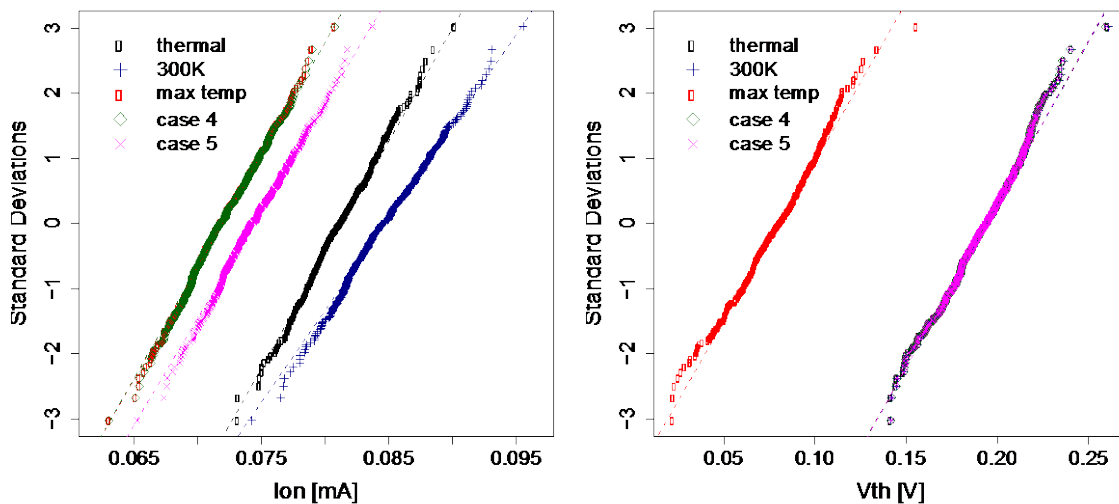 3
2
1
0
-1
-2
-3
Standard Deviations
thermal
300K
max temp
case 4
case 5
0.065
0.075
0.085
0.095
Ion [mA]
3
2
1
0
-1
-2
-3
Standard Deviations
thermal
300K
max temp
case 4
case 5
0.05
0.10
0.15
0.20
0.25
Vth [V]